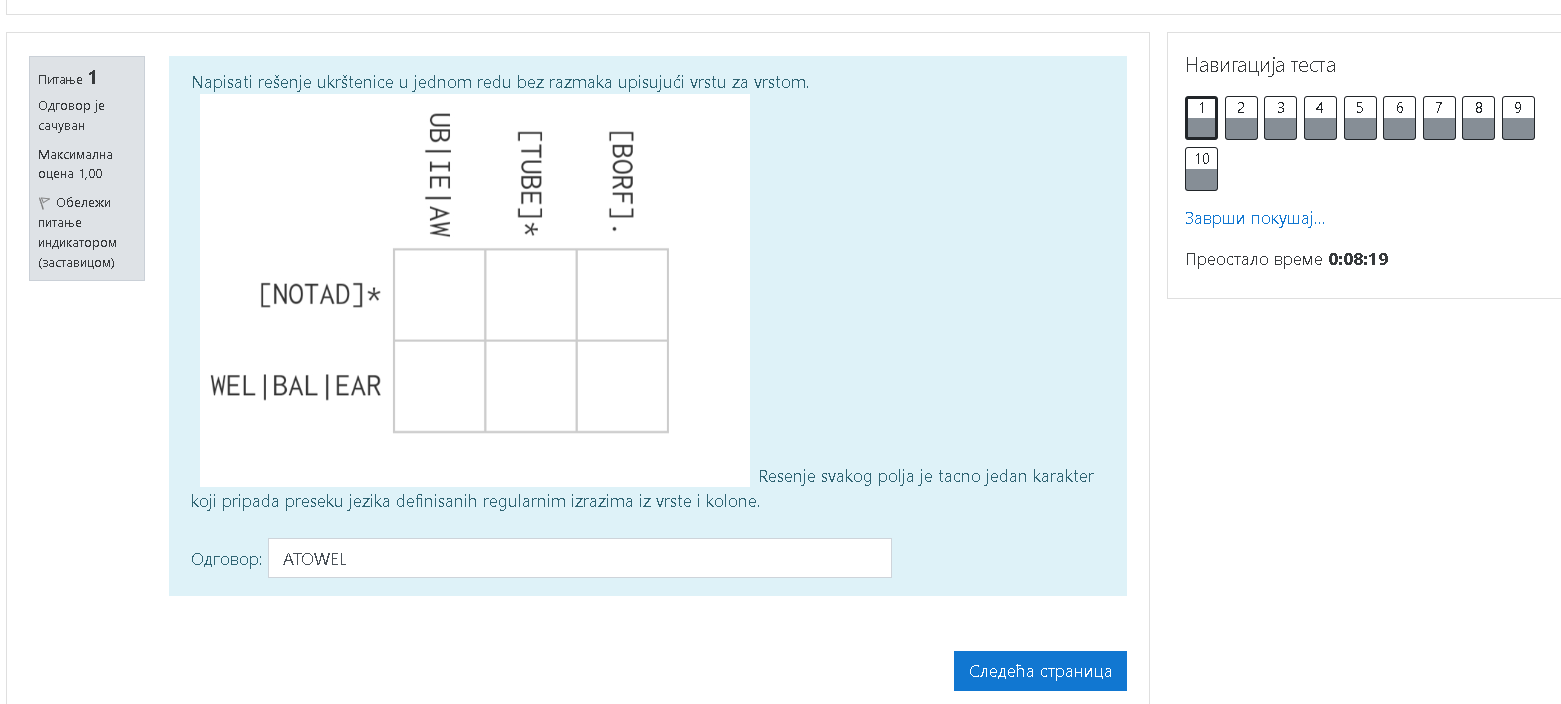 Питање 1
Одговор је
сачуван
Максимална
оцена 1,00
Обележи
питање
индикатором
(заставицом)
Napisati rešenje ukrštenice u jednom redu bez razmaka upisujući vrstu za vrstom.
UB|IE|AW
[TUBE]*
[BORF].
[NOTAD]*
WEL|BAL|EAR
Resenje svakog polja je tacno jedan karakter
koji pripada preseku jezika definisanih regularnim izrazima iz vrste i kolone.
Одговор: ATOWEL
Следећа страница
Навигација теста
1 2 3 4 5 6 7 8 9
10
Заврши покушај...
Преостало време 0:08:19